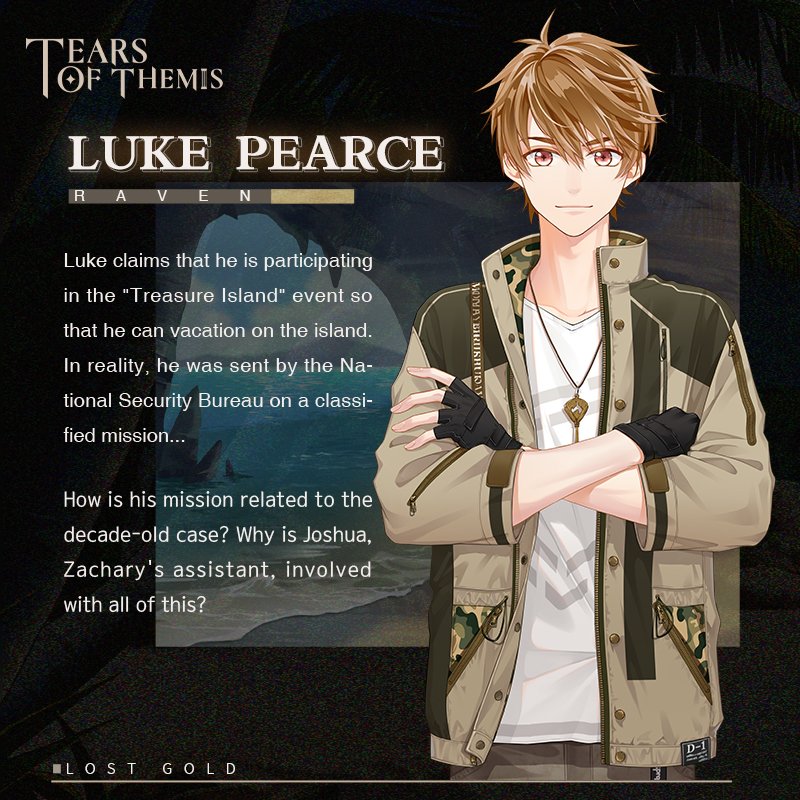 TEARS
OF THEMIS
LUKE PEARCE
RAVEN
Luke claims that he is participating
in the "Treasure Island" event so
that he can vacation on the island.
In reality, he was sent by the Na-
tional Security Bureau on a classi-
fied mission...
How is his mission related to the
decade-old case? Why is Joshua,
Zachary's assistant, involved
with all of this?
D-1
LOST GOLD